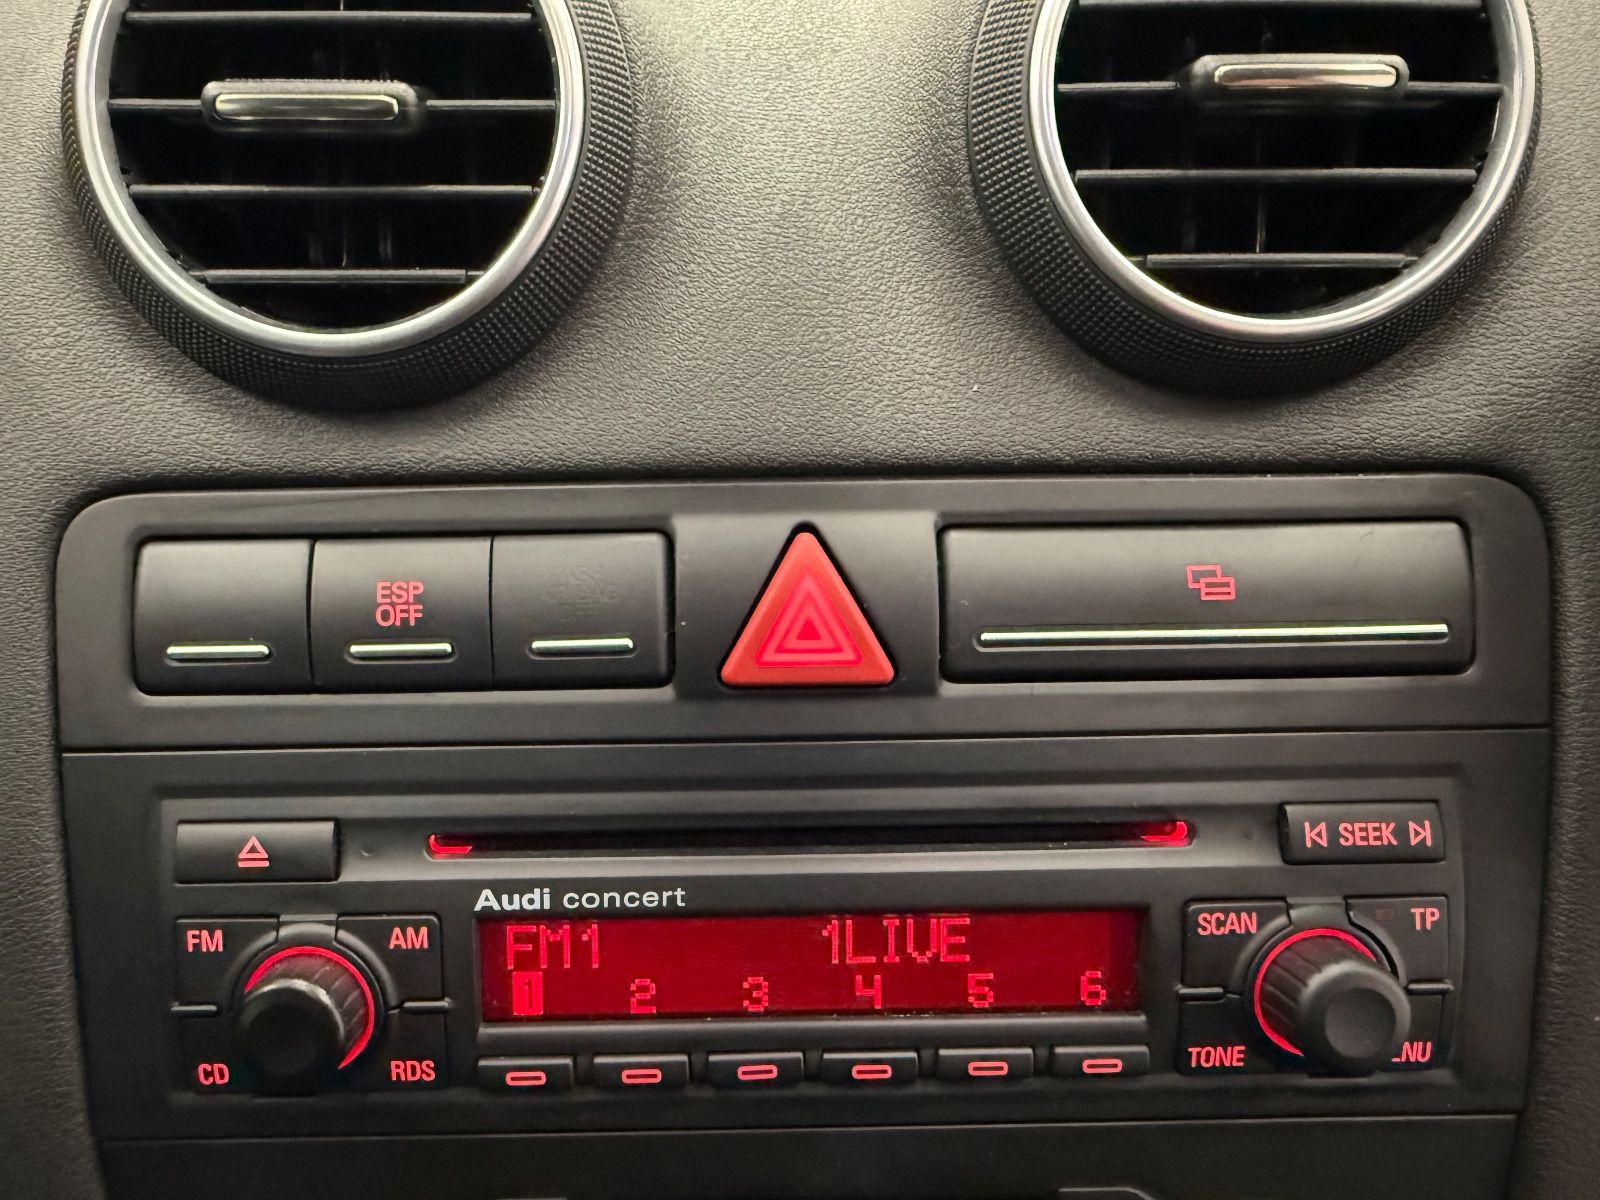 ESP
OFF
SEEK
Audi concert
FM
AM
FM1 1LIVE
SCAN
TP
1 2 3 4 5 6
CD
RDS
TONE